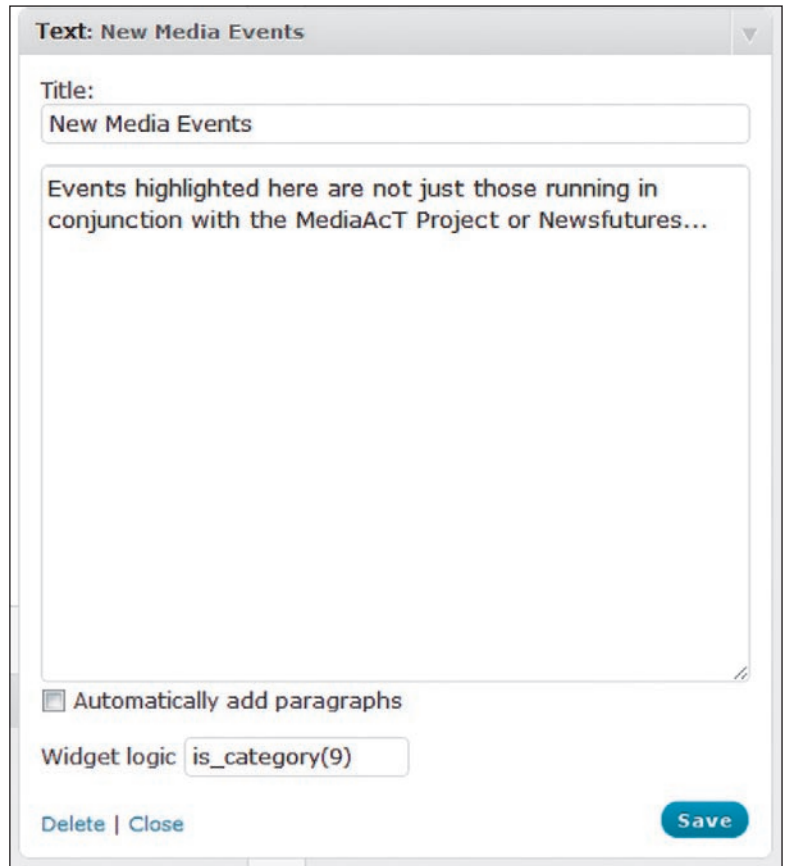 Text: New Media Events
Title:
New Media Events
Events highlighted here are not just those running in
conjunction with the MediaAcT Project or Newsfutures...
Automatically add paragraphs
Widget logic is_category(9)
Delete | Close
Save